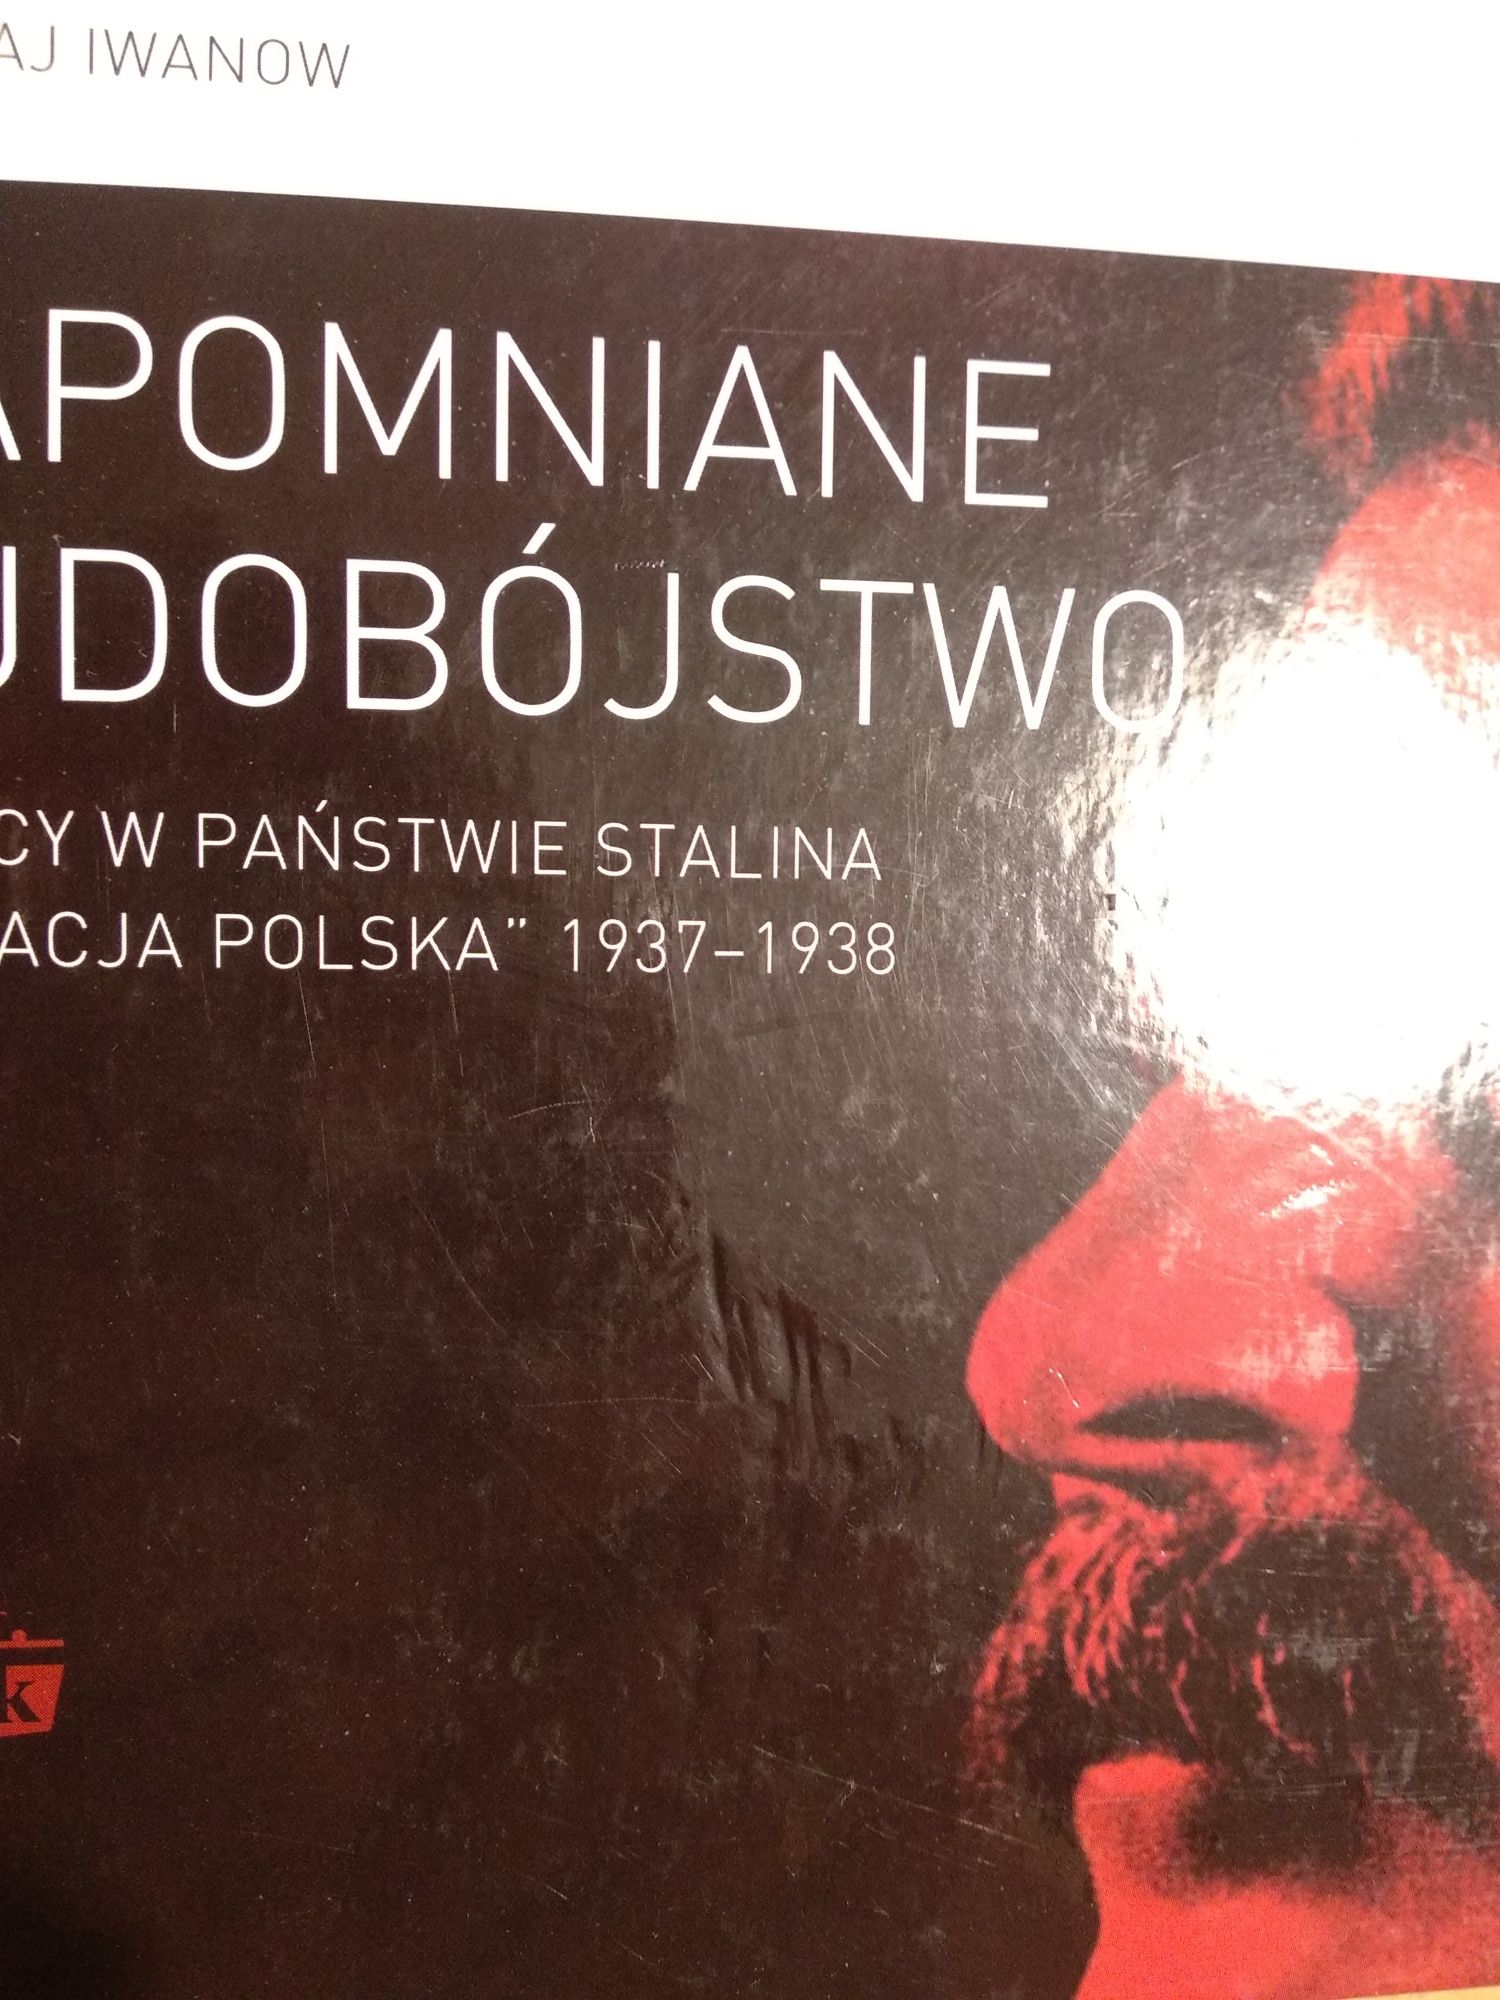 AJ IWANOW
APOMNIANE
UDOBÓJSTWO
CY W PAŃSTWIE STALINA
ACJA POLSKA” 1937–1938
k